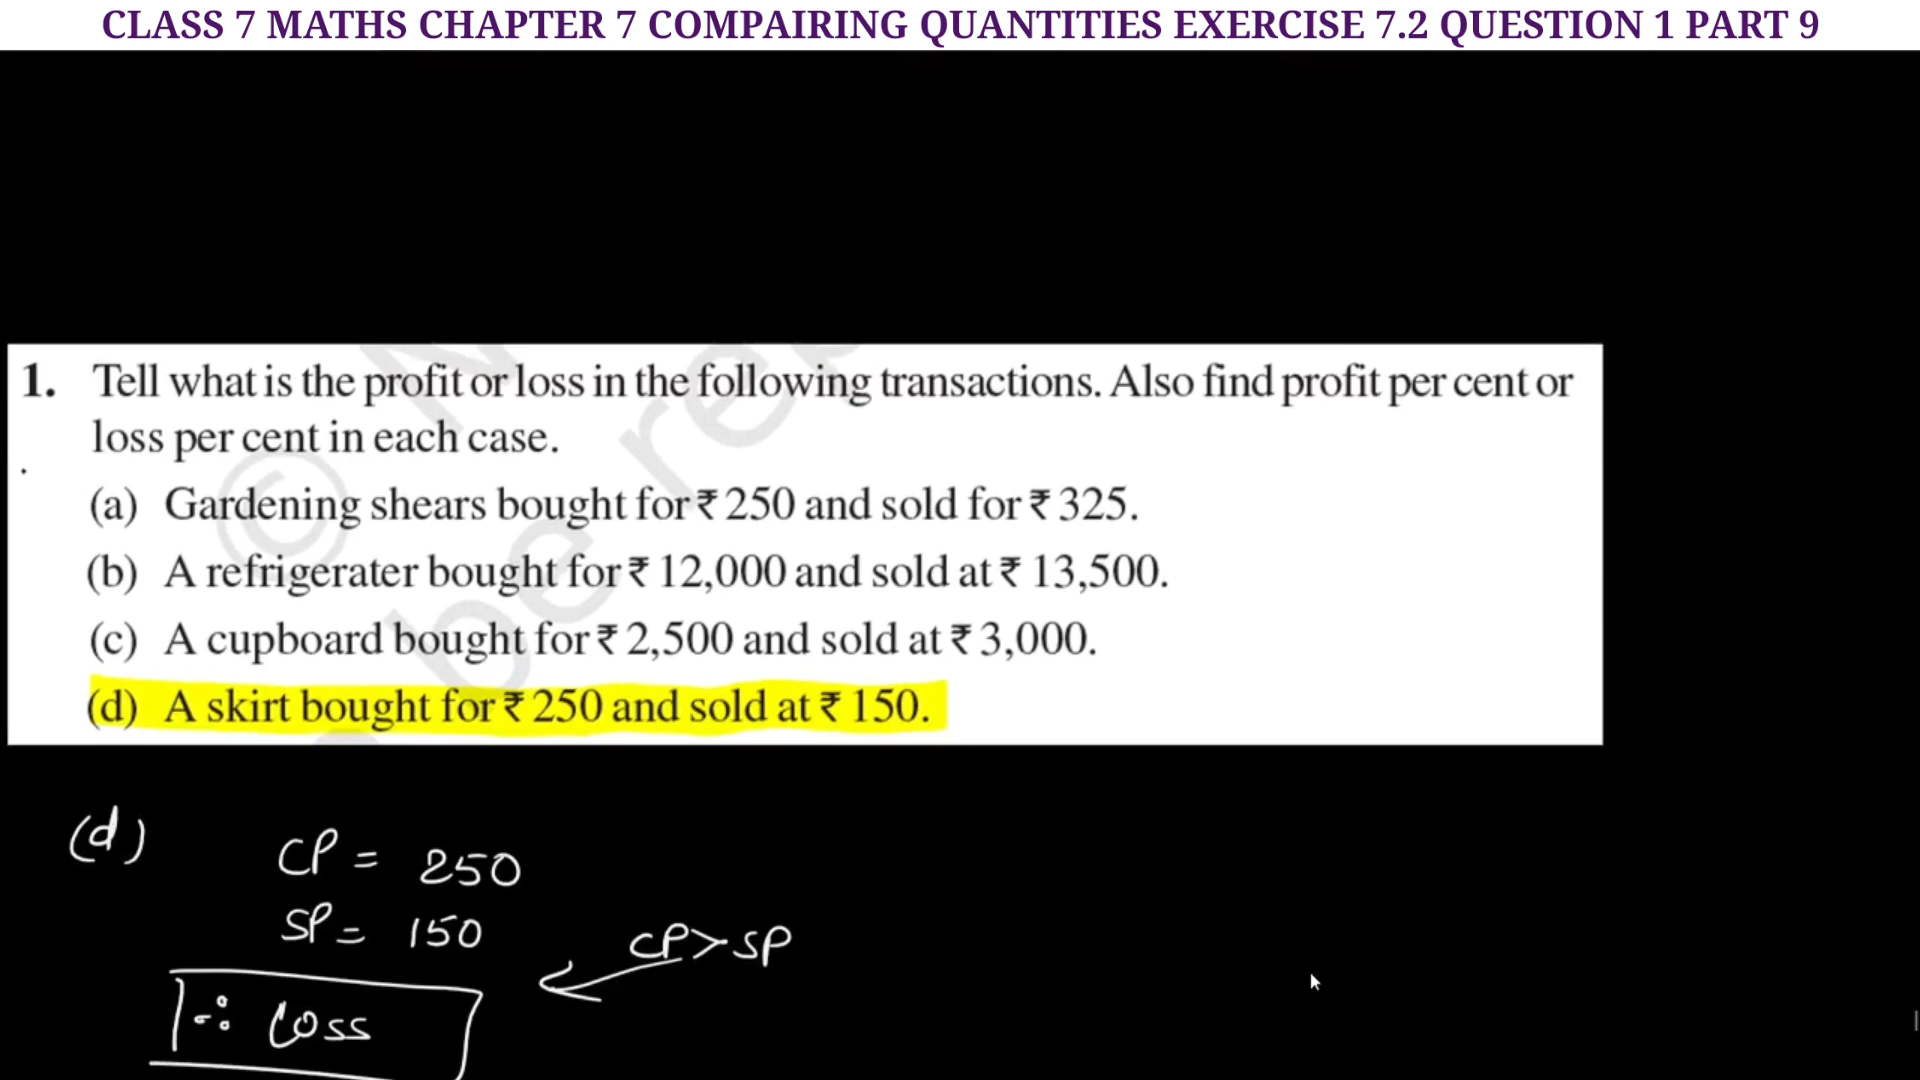 CLASS 7 MATHS CHAPTER 7 COMPAIRING QUANTITIES EXERCISE 7.2 QUESTION 1 PART 9
1. Tell what is the profit or loss in the following transactions. Also find profit per cent or
loss per cent in each case.
(a) Gardening shears bought for ₹ 250 and sold for ₹ 325.
(b) A refrigerater bought for ₹ 12,000 and sold at ₹ 13,500.
(c) A cupboard bought for ₹ 2,500 and sold at ₹ 3,000.
(d) A skirt bought for ₹ 250 and sold at ₹ 150.
(d) CP = 250
SP = 150
CP > SP
∴ Loss